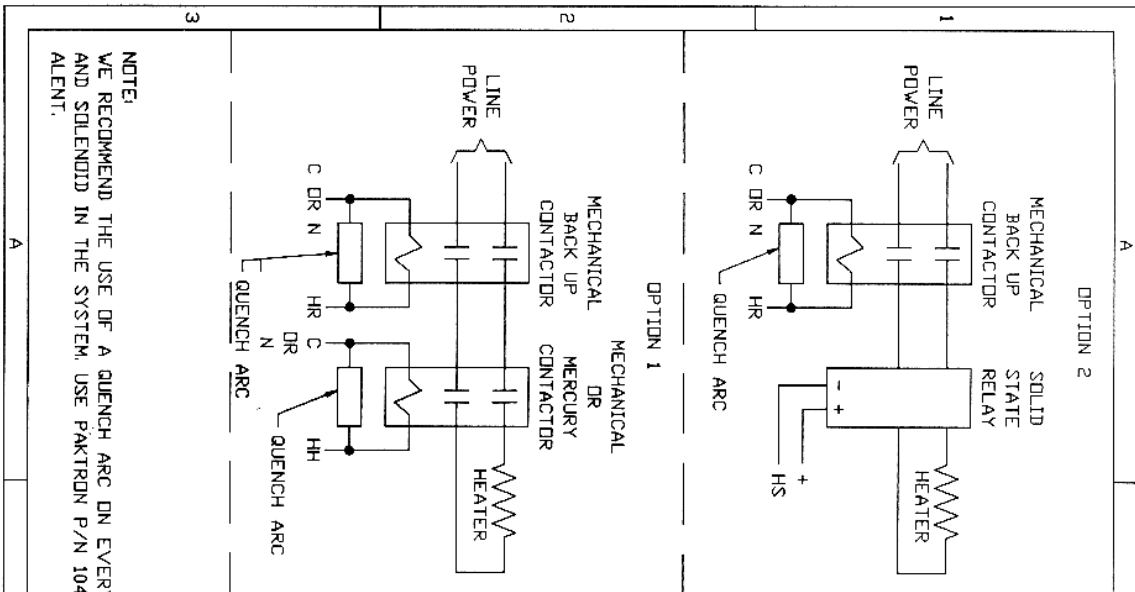 1
2
3
A
A
OPTION 2
LINE
POWER
MECHANICAL
BACK UP
CONTACTOR
SOLID
STATE
RELAY
HEATER
- +
C OR N
HR
+
HS
QUENCH ARC
OPTION 1
LINE
POWER
MECHANICAL
BACK UP
CONTACTOR
MECHANICAL
OR
MERCURY
CONTACTOR
HEATER
C OR N
HR
C
OR
N
HH
QUENCH ARC
QUENCH ARC
NOTE:
WE RECOMMEND THE USE OF A QUENCH ARC ON
AND SOLENOID IN THE SYSTEM. USE PAKTRON P/N
ALENT.